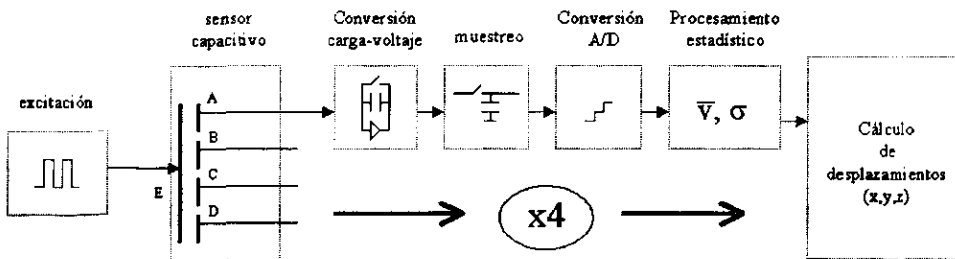 sensor
capacitivo
Conversión
carga-voltaje
muestreo
Conversión
A/D
Procesamiento
estadístico
excitación
A
B
C
D
E
v̅, σ
x4
Cálculo
de
desplazamientos
(x,y,z)